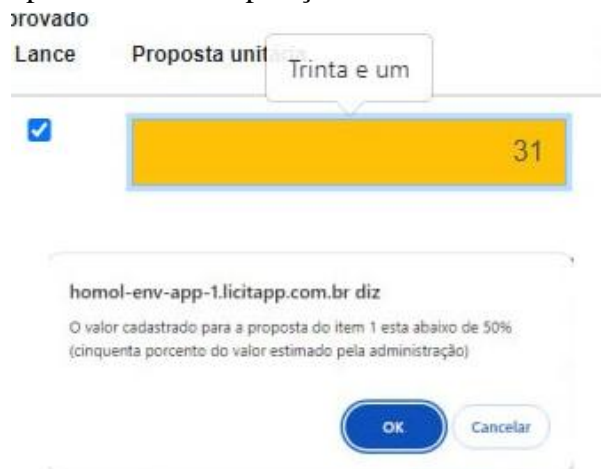 Lance Proposta unit
Trinta e um
31
homol-env-app-1.licitapp.com.br diz
O valor cadastrado para a proposta do item 1 esta abaixo de 50%
(cinquenta porcento do valor estimado pela administração)
OK Cancelar